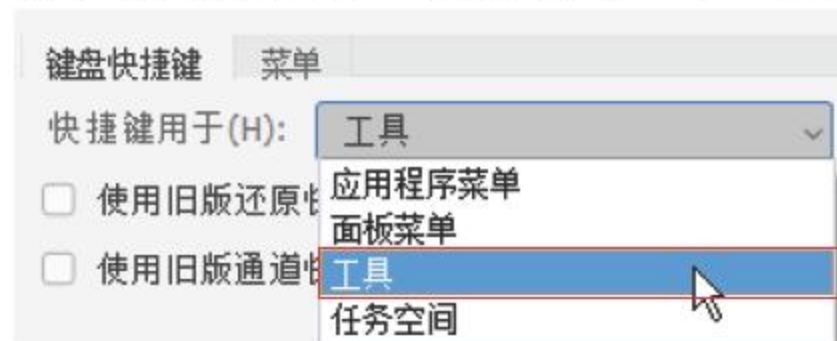 键盘快捷键 菜单
快捷键用于(H): 工具
应用程序菜单
使用旧版还原
面板菜单
使用旧版通道
工具
任务空间